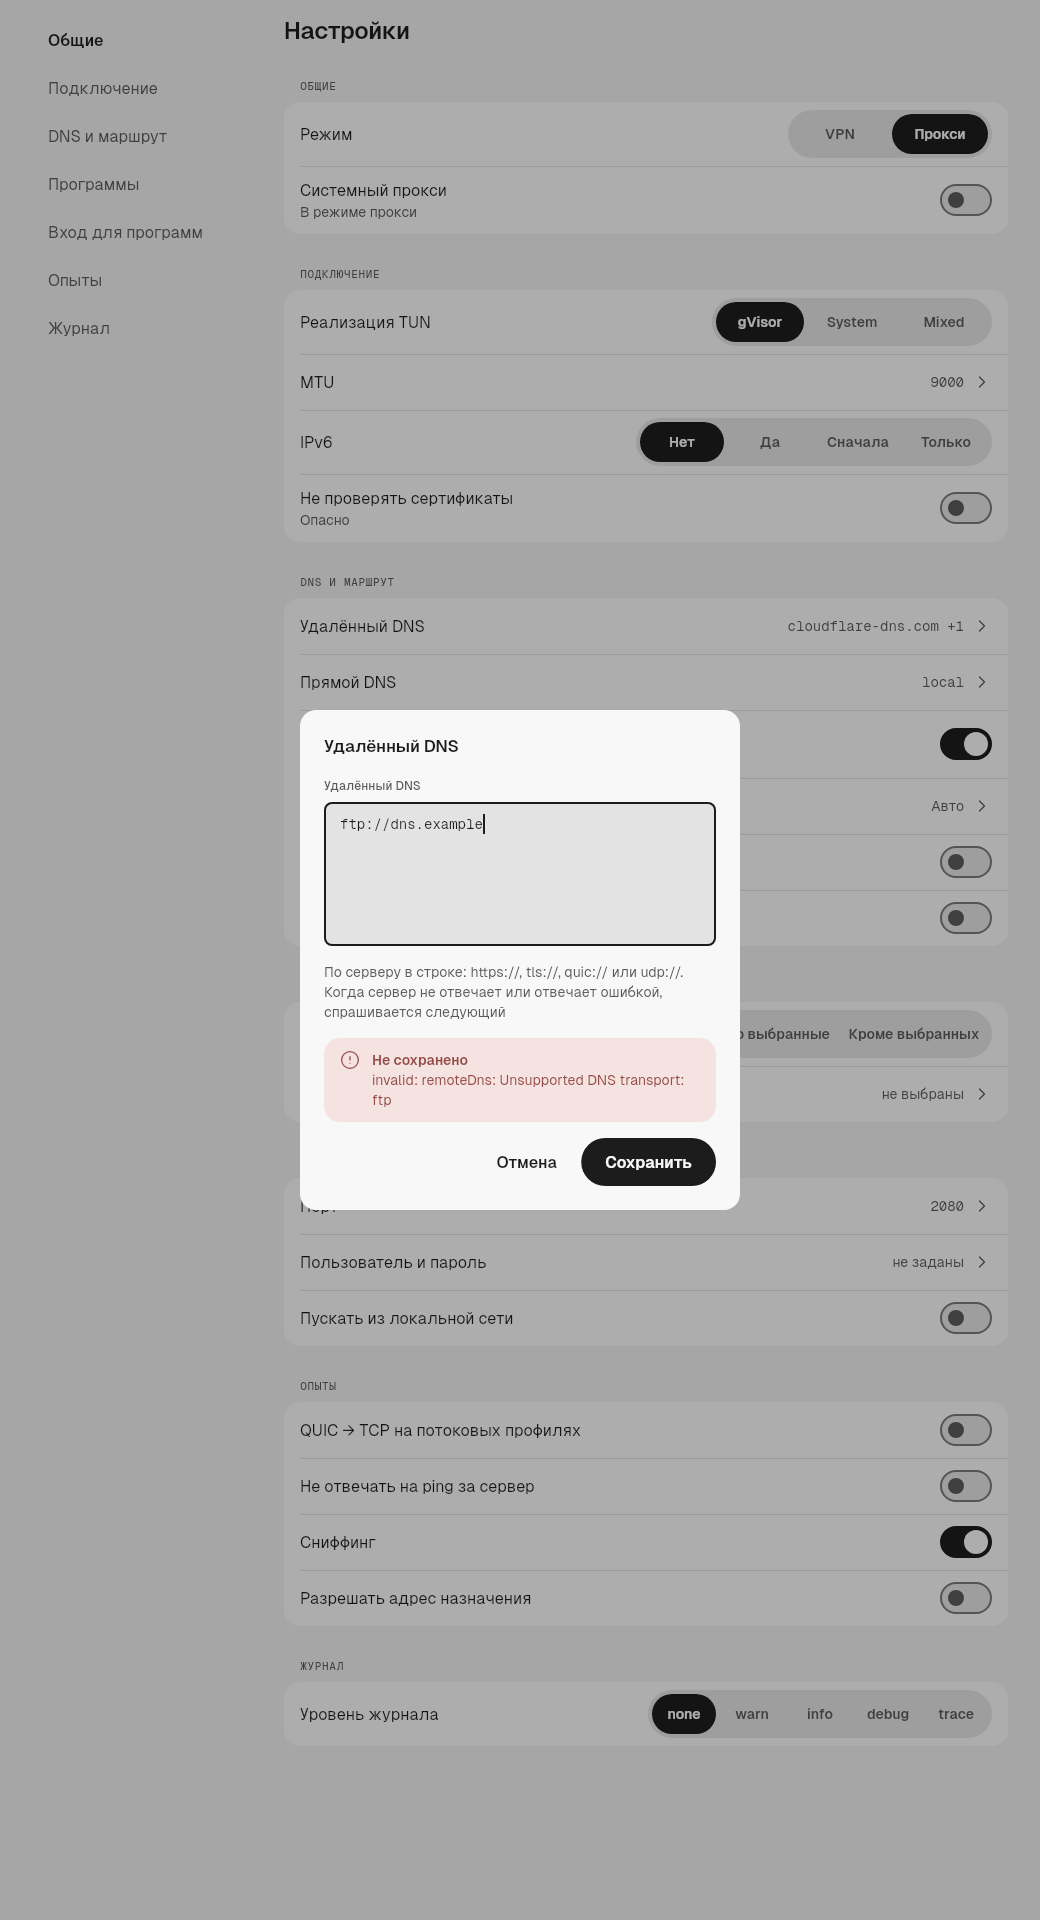 Общие
Подключение
DNS и маршрут
Программы
Вход для программ
Опыты
Журнал
Настройки
ОБЩИЕ
Режим
VPN
Прокси
Системный прокси
В режиме прокси
ПОДКЛЮЧЕНИЕ
Реализация TUN
gVisor
System
Mixed
MTU
9000
IPv6
Нет
Да
Сначала
Только
Не проверять сертификаты
Опасно
DNS И МАРШРУТ
Удалённый DNS
cloudflare-dns.com +1
Прямой DNS
local
Авто
Удалённый DNS
Удалённый DNS
ftp://dns.example
По серверу в строке: https://, tls://, quic:// или udp://.
Когда сервер не отвечает или отвечает ошибкой,
спрашивается следующий
Не сохранено
invalid: remoteDns: Unsupported DNS transport:
ftp
Отмена
Сохранить
выбранные
Кроме выбранных
не выбраны
2080
Пользователь и пароль
не заданы
Пускать из локальной сети
ОПЫТЫ
QUIC → TCP на потоковых профилях
Не отвечать на ping за сервер
Сниффинг
Разрешать адрес назначения
ЖУРНАЛ
Уровень журнала
none
warn
info
debug
trace